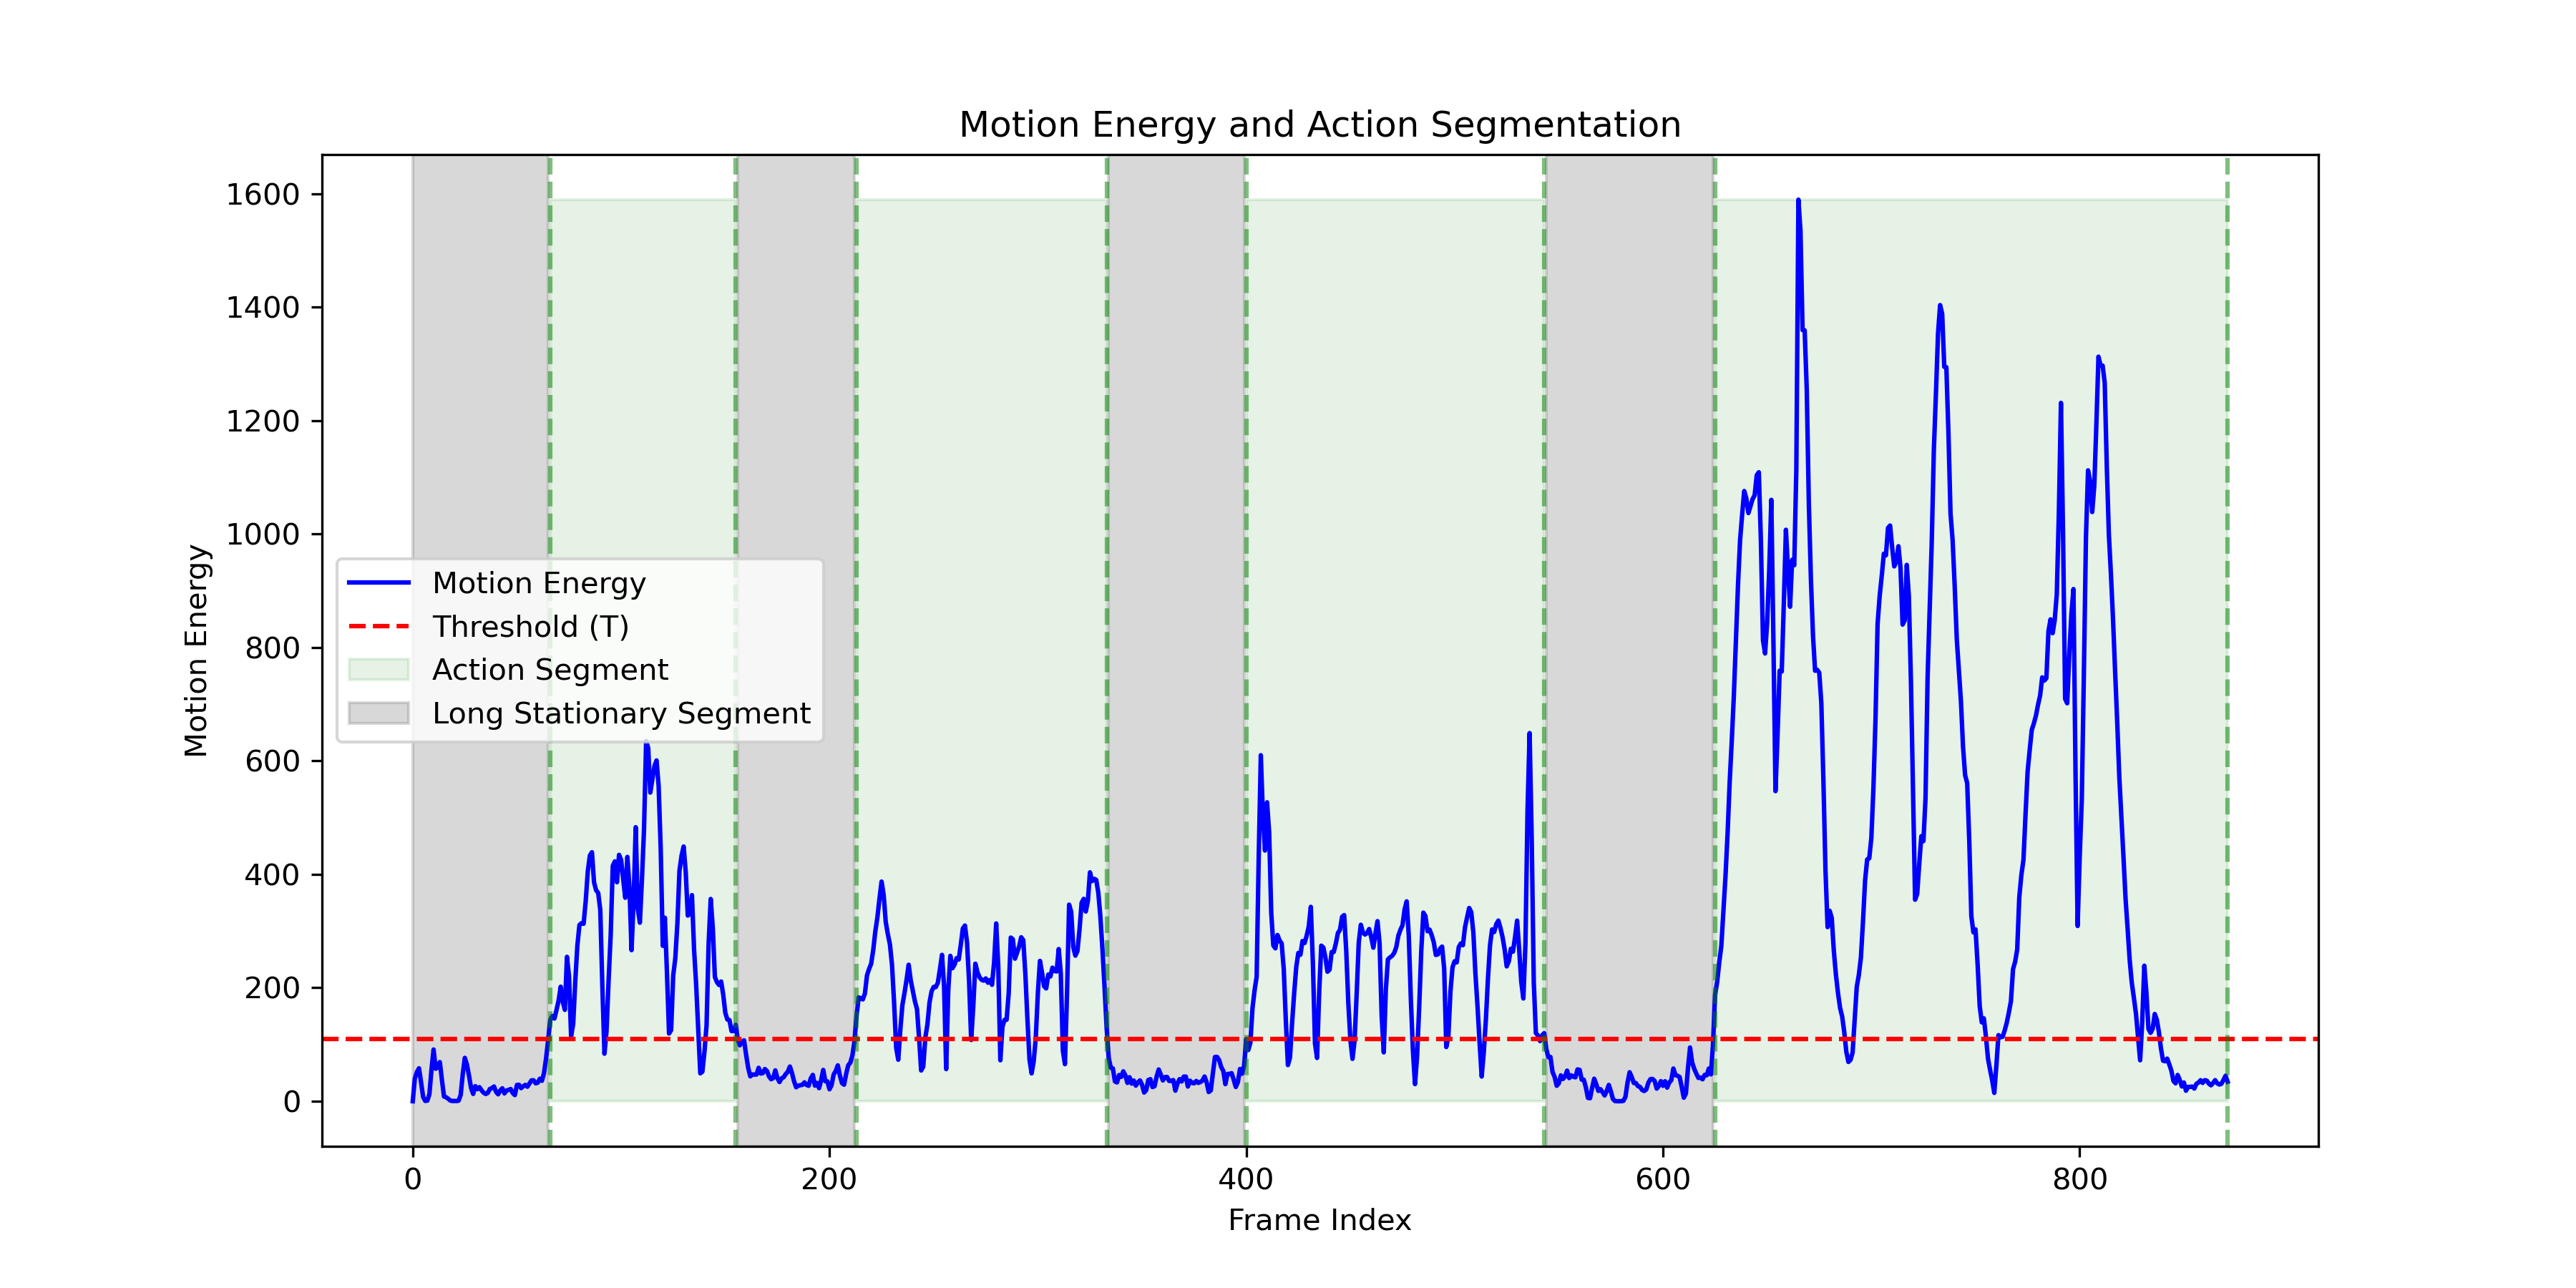 Motion Energy and Action Segmentation
1600
1400
1200
1000
800
600
400
200
0
Motion Energy
Motion Energy
Threshold (T)
Action Segment
Long Stationary Segment
0 200 400 600 800
Frame Index